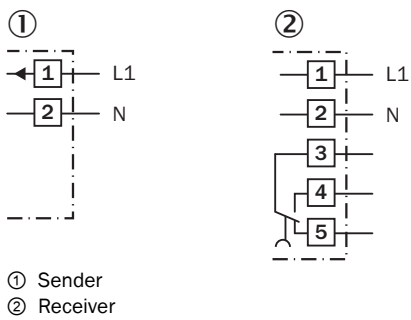 ① ②
1 L1 1 L1
2 N 2 N
3
4
5
① Sender
② Receiver